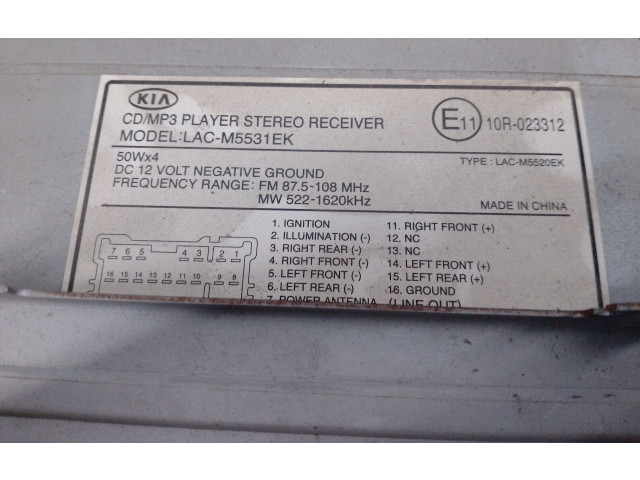 KIA
CD/MP3 PLAYER STEREO RECEIVER
MODEL:LAC-M5531EK
E11 10R-023312
50Wx4
TYPE : LAC-M5520EK
DC 12 VOLT NEGATIVE GROUND
FREQUENCY RANGE: FM 87.5-108 MHz
MW 522-1620kHz
MADE IN CHINA
7 6 5 4 3 2 1
16 15 14 13 12 11 10 9 8
1. IGNITION
2. ILLUMINATION (-)
3. RIGHT REAR (-)
4. RIGHT FRONT (-)
5. LEFT FRONT (-)
6. LEFT REAR (-)
7. POWER ANTENNA
11. RIGHT FRONT (+)
12. NC
13. NC
14. LEFT FRONT (+)
15. LEFT REAR (+)
16. GROUND
(LINE OUT)